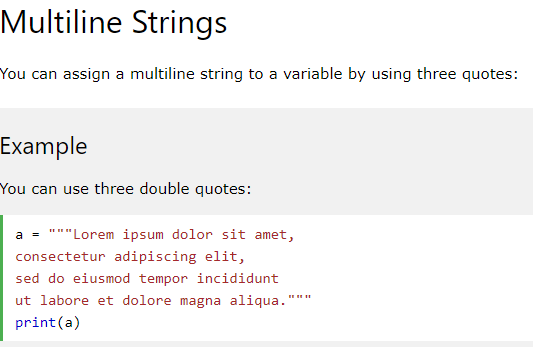 Multiline Strings
You can assign a multiline string to a variable by using three quotes:
Example
You can use three double quotes:
a = """Lorem ipsum dolor sit amet,
consectetur adipiscing elit,
sed do eiusmod tempor incididunt
ut labore et dolore magna aliqua."""
print(a)